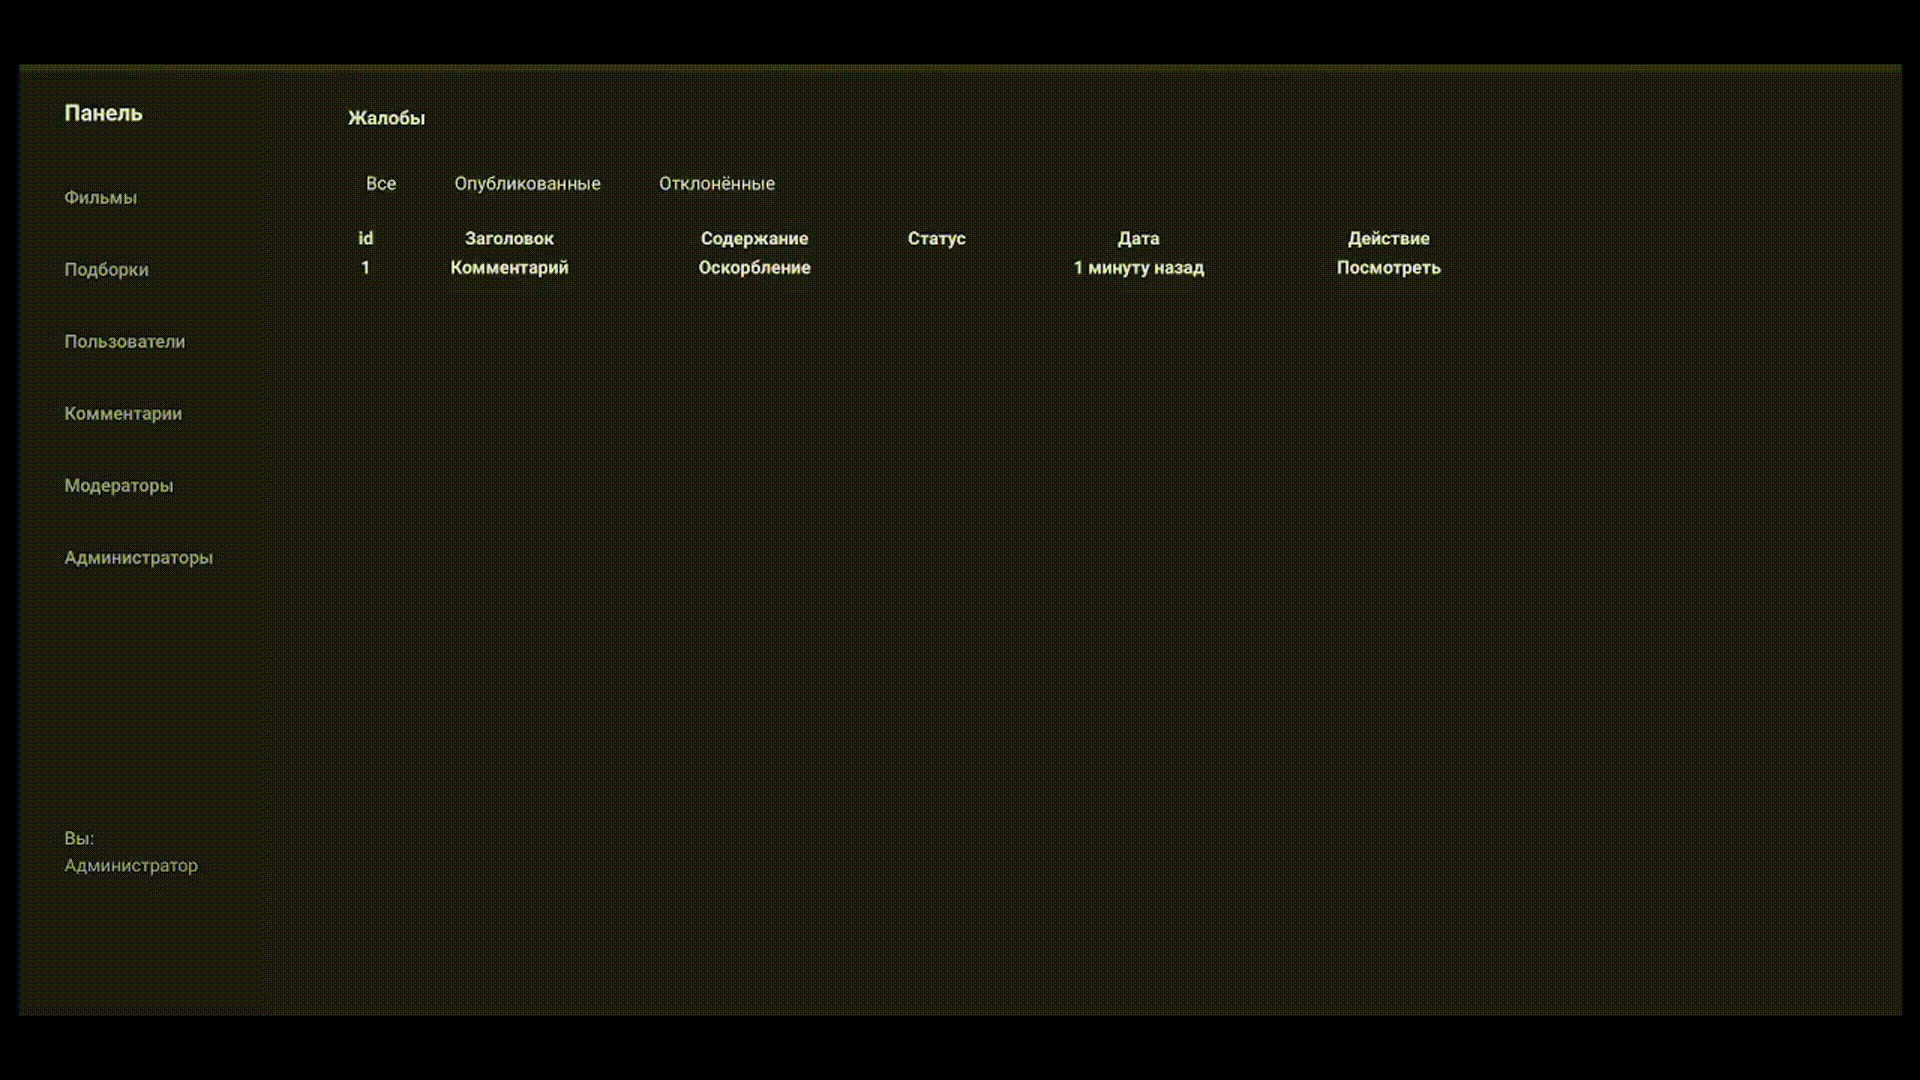 Панель
Фильмы
Подборки
Пользователи
Комментарии
Модераторы
Администраторы
Вы:
Администратор
Жалобы
Все Опубликованные Отклонённые
id Заголовок Содержание Статус Дата Действие
1 Комментарий Оскорбление 1 минуту назад Посмотреть